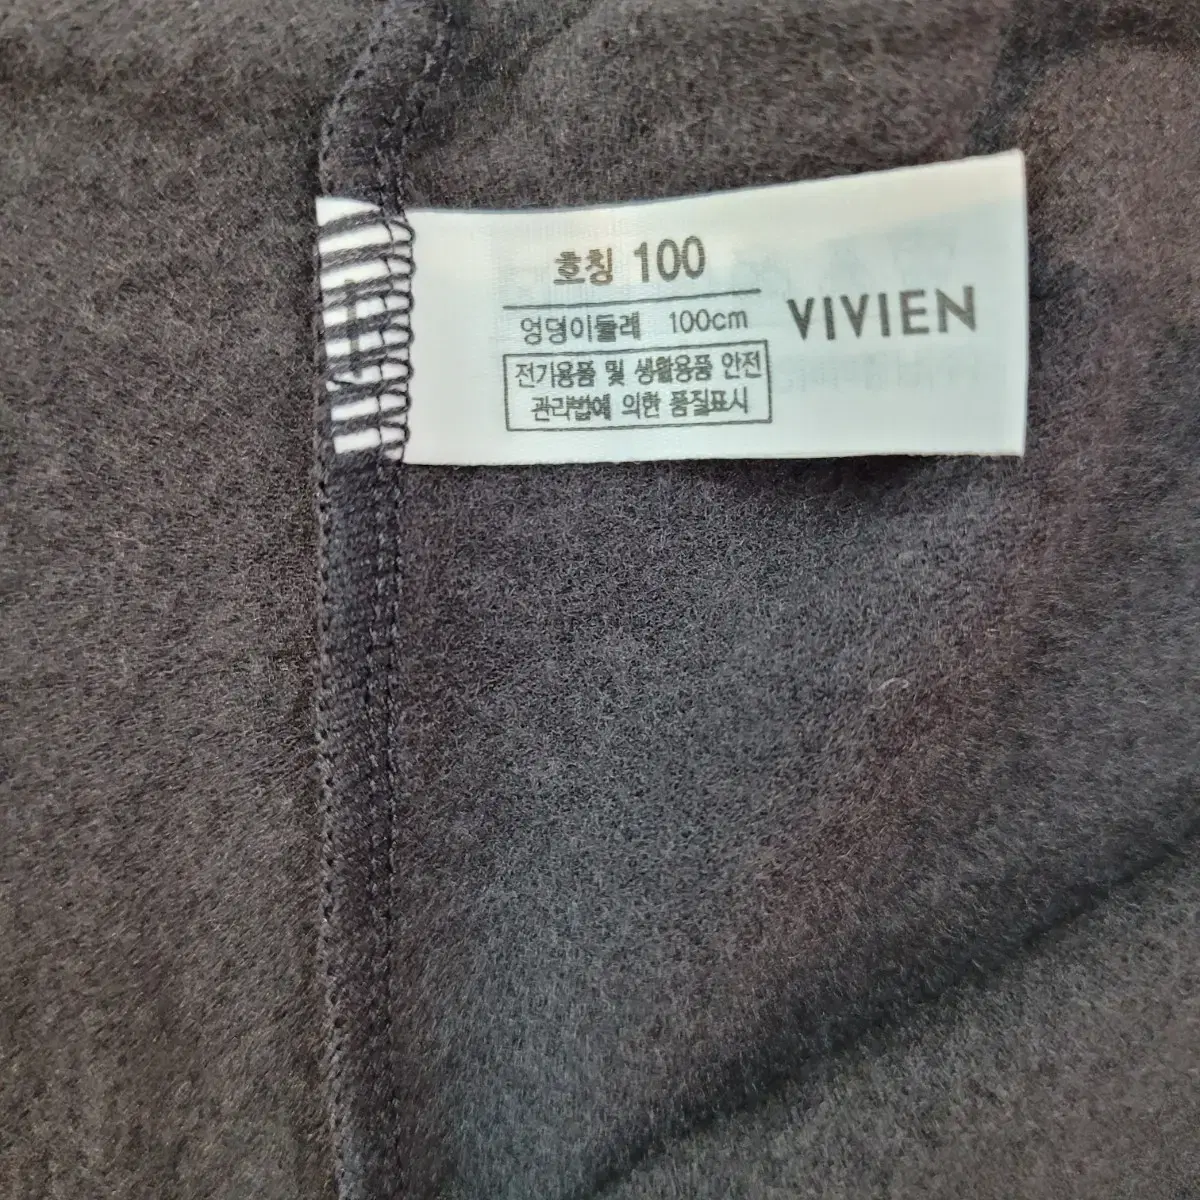 호칭 100
엉덩이둘레 100cm
전기용품 및 생활용품 안전
관리법에 의한 품질표시
VIVIEN